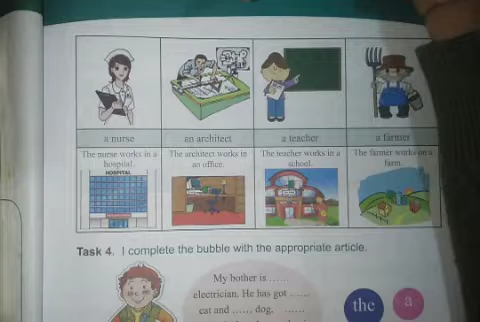 a nurse
an architect
a teacher
a farmer
The nurse works in a
hospital.
The architect works in
an office.
The teacher works in a
school.
The farmer works on a
farm.
HOSPITAL
Task 4. I complete the bubble with the appropriate article.
My bother is ......
electrician. He has got ......
cat and ...... dog. ......
the
a